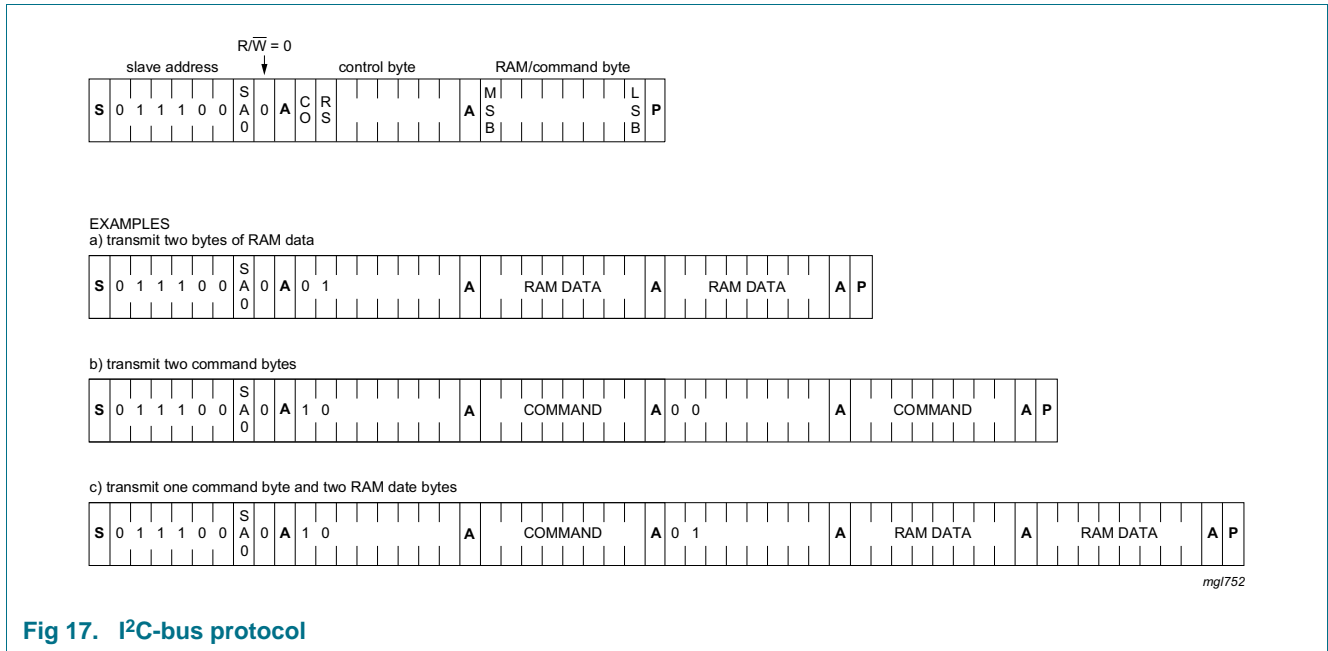 R/W = 0
slave address control byte RAM/command byte
S 0 1 1 1 0 0 SA0 0 A CO RS A MSB LSB P
EXAMPLES
a) transmit two bytes of RAM data
S 0 1 1 1 0 0 SA0 0 A 0 1 A RAM DATA A RAM DATA A P
b) transmit two command bytes
S 0 1 1 1 0 0 SA0 0 A 1 0 A COMMAND A 0 0 A COMMAND A P
c) transmit one command byte and two RAM date bytes
S 0 1 1 1 0 0 SA0 0 A 1 0 A COMMAND A 0 1 A RAM DATA A RAM DATA A P
mgl752
Fig 17. I²C-bus protocol